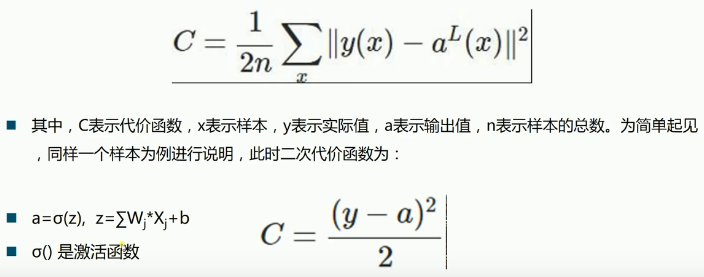 C = \frac{1}{2n} \sum_{x} \|y(x) - a^{L}(x)\|^{2}
■ 其中，C表示代价函数，x表示样本，y表示实际值，a表示输出值，n表示样本的总数。为简单起见
，同样一个样本为例进行说明，此时二次代价函数为：
■ a=σ(z), z=∑W_j*X_j+b
■ σ() 是激活函数
C = \frac{(y - a)^{2}}{2}